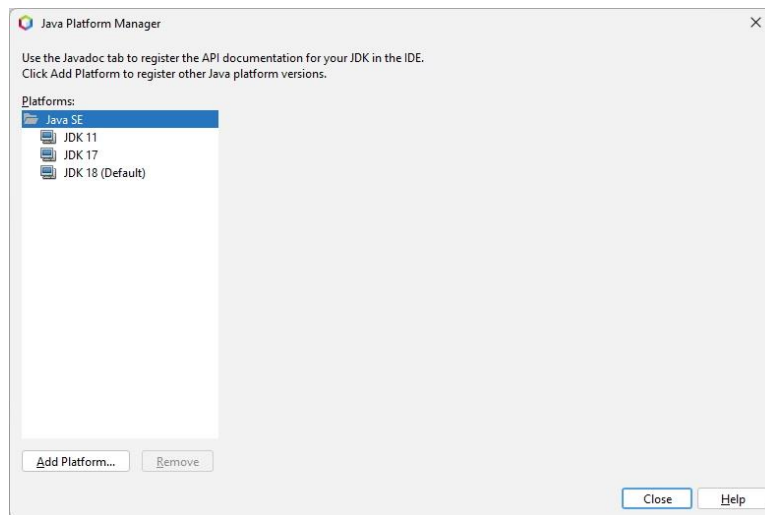 Java Platform Manager
Use the Javadoc tab to register the API documentation for your JDK in the IDE.
Click Add Platform to register other Java platform versions.
Platforms:
Java SE
JDK 11
JDK 17
JDK 18 (Default)
Add Platform... Remove
Close Help